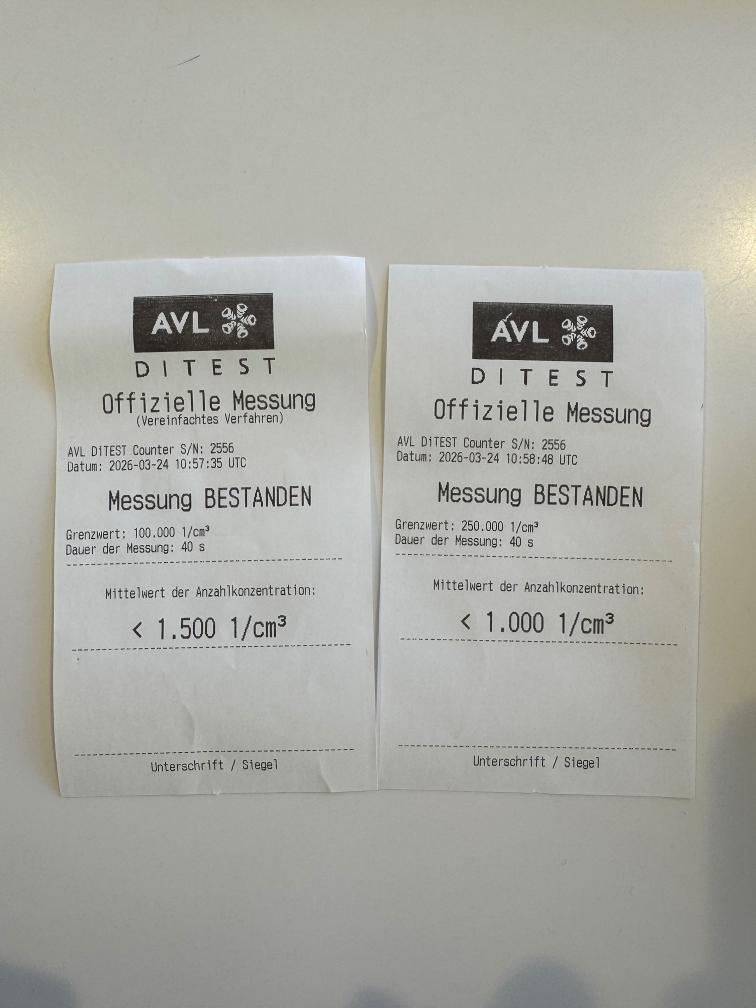 AVL
DITEST
Offizielle Messung
(Vereinfachtes Verfahren)
AVL DiTEST Counter S/N: 2556
Datum: 2026-03-24 10:57:35 UTC
Messung BESTANDEN
Grenzwert: 100.000 1/cm³
Dauer der Messung: 40 s
Mittelwert der Anzahlkonzentration:
< 1.500 1/cm³
Unterschrift / Siegel
AVL
DITEST
Offizielle Messung
AVL DiTEST Counter S/N: 2556
Datum: 2026-03-24 10:58:48 UTC
Messung BESTANDEN
Grenzwert: 250.000 1/cm³
Dauer der Messung: 40 s
Mittelwert der Anzahlkonzentration:
< 1.000 1/cm³
Unterschrift / Siegel